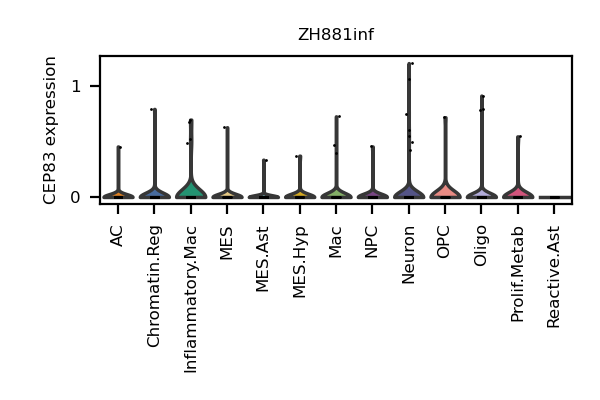 ZH881inf
CEP83 expression
1
0
AC
Chromatin.Reg
Inflammatory.Mac
MES
MES.Ast
MES.Hyp
Mac
NPC
Neuron
OPC
Oligo
Prolif.Metab
Reactive.Ast